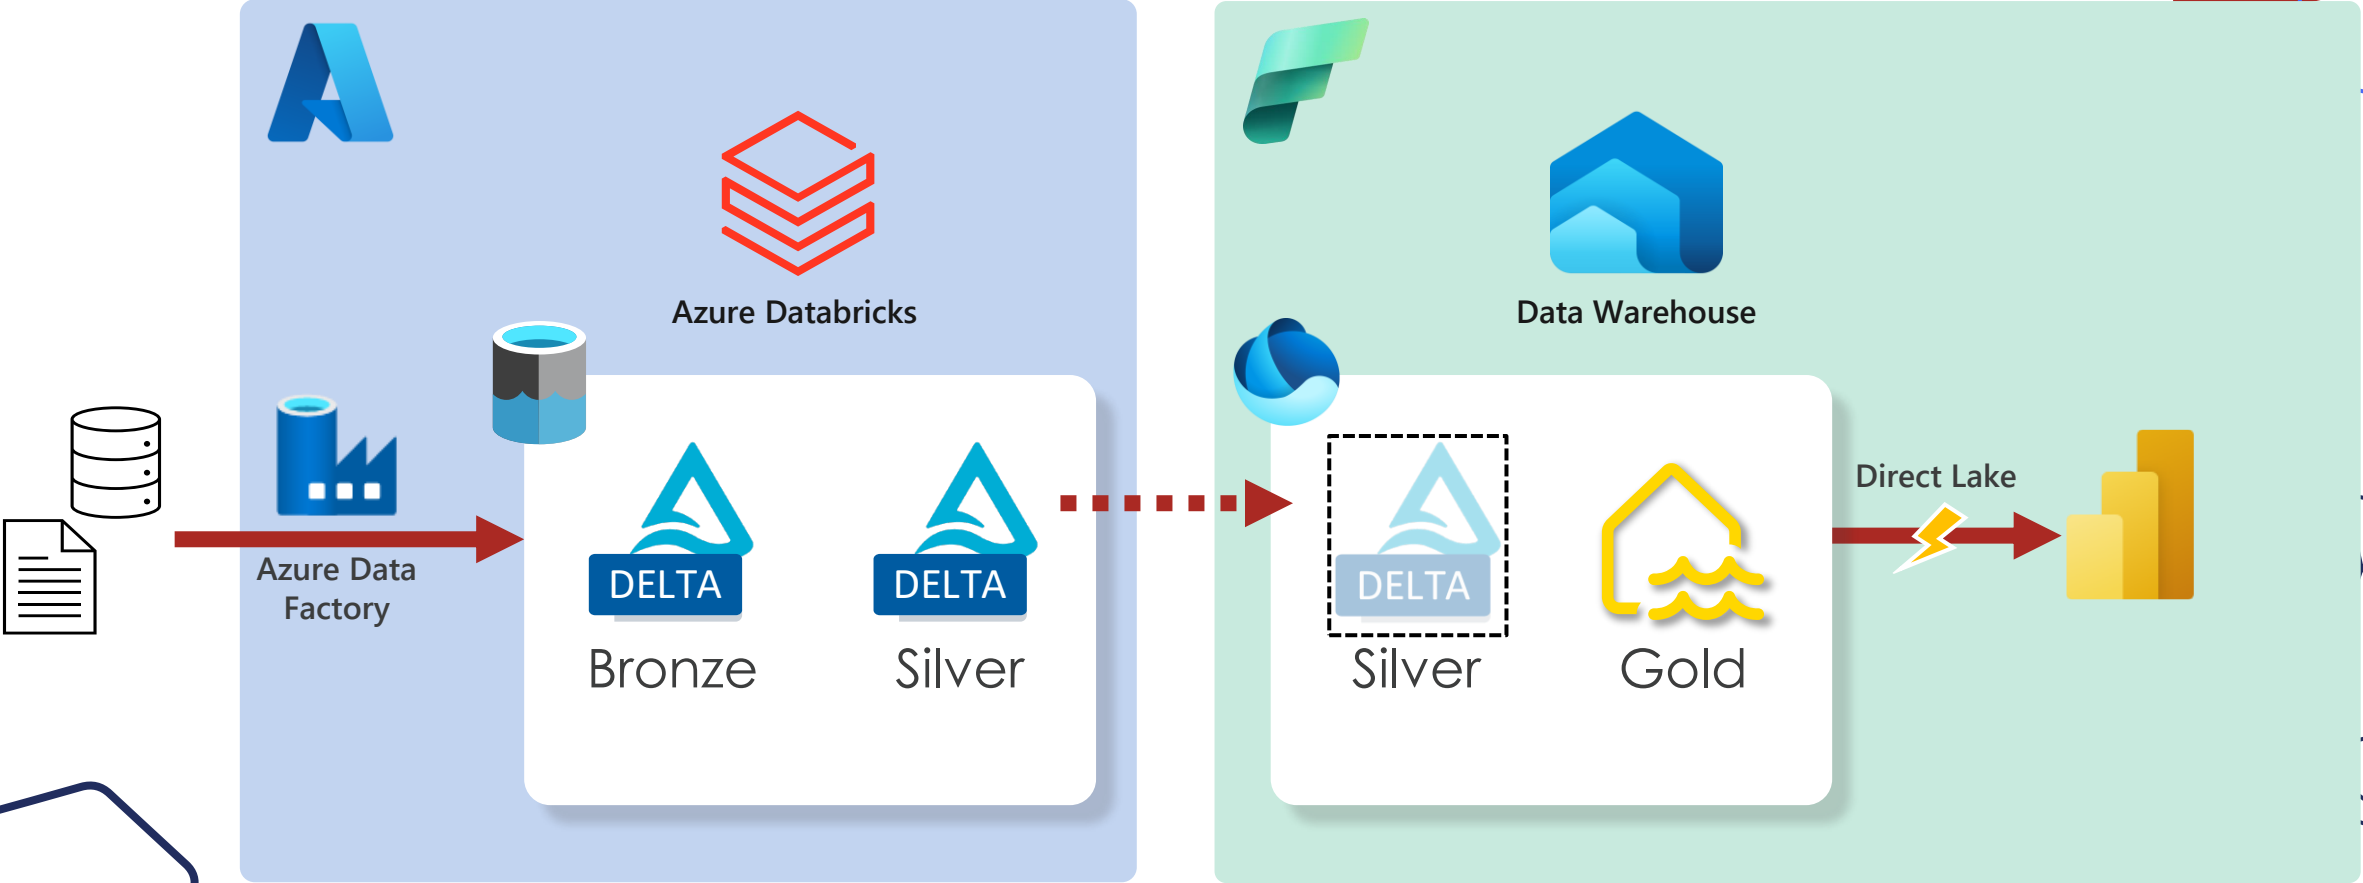 Azure Databricks
Data Warehouse
Azure Data
Factory
DELTA
Bronze
DELTA
Silver
DELTA
Silver
Gold
Direct Lake